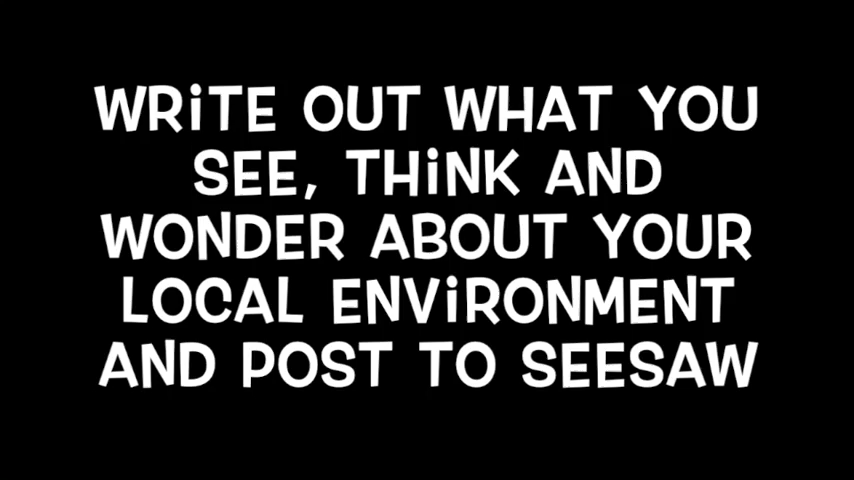 WRiTE OUT WHAT YOU
SEE, THiNK AND
WONDER ABOUT YOUR
LOCAL ENViRONMENT
AND POST TO SEESAW